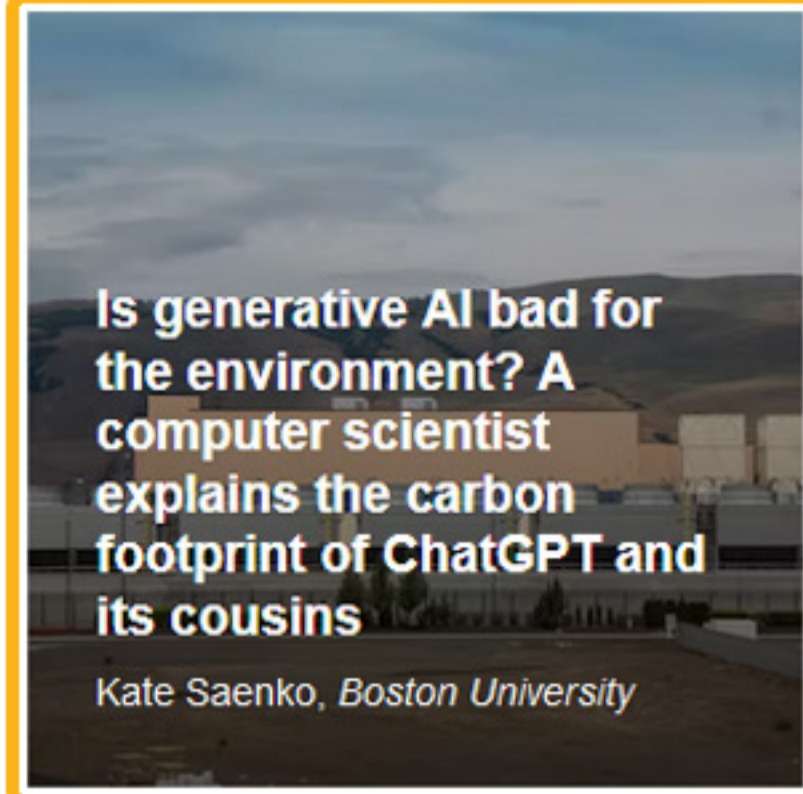 Is generative AI bad for
the environment? A
computer scientist
explains the carbon
footprint of ChatGPT and
its cousins
Kate Saenko, Boston University